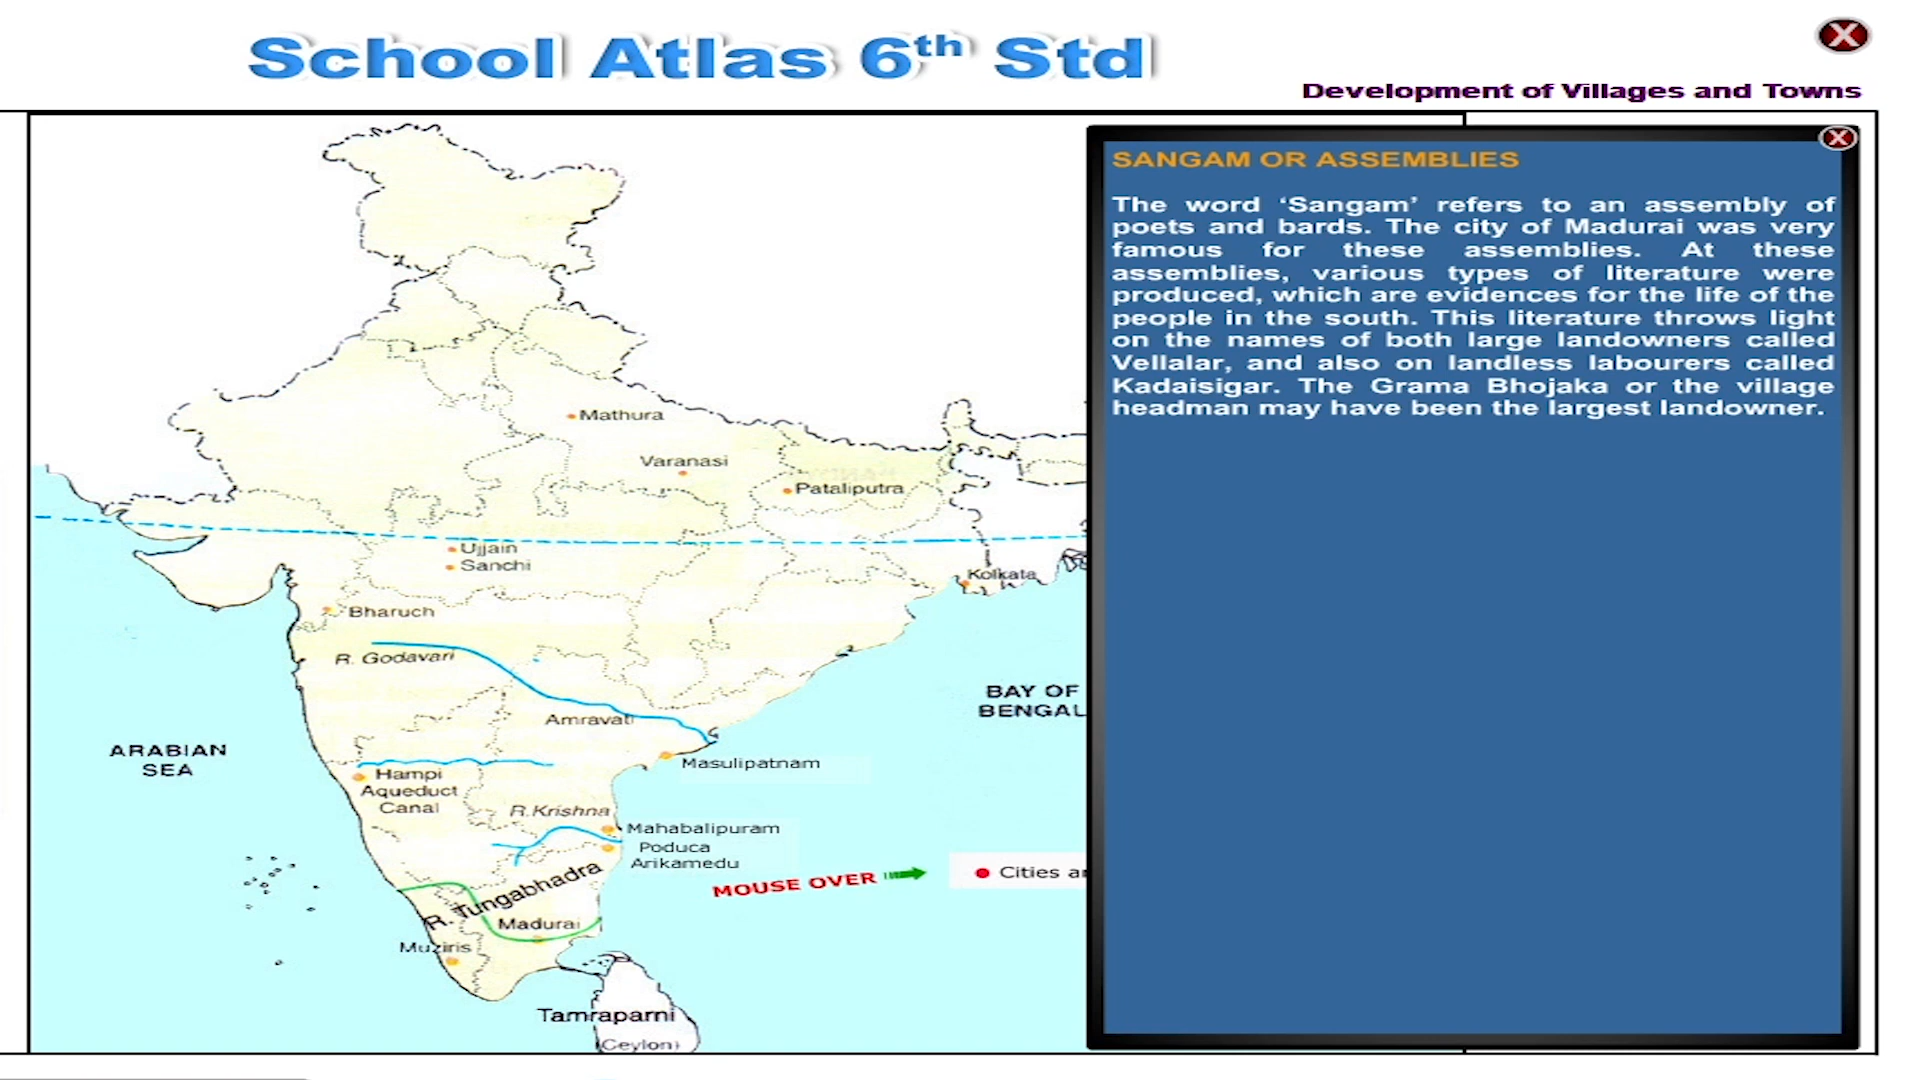 School Atlas 6th Std
Development of Villages and Towns
SANGAM OR ASSEMBLIES
The word ‘Sangam’ refers to an assembly of
poets and bards. The city of Madurai was very
famous for these assemblies. At these
assemblies, various types of literature were
produced, which are evidences for the life of the
people in the south. This literature throws light
on the names of both large landowners called
Vellalar, and also on landless labourers called
Kadaisigar. The Grama Bhojaka or the village
headman may have been the largest landowner.
Mathura
Varanasi
Pataliputra
Ujjain
Sanchi
Kolkata
Bharuch
R. Godavari
BAY OF
BENGAL
Amravati
ARABIAN
SEA
Masulipatnam
Hampi
Aqueduct
Canal
R.Krishna
Mahabalipuram
Poduca
Arikamedu
MOUSE OVER
Cities
R. Tungabhadra
Madurai
Muziris
Tamraparni
(Ceylon)